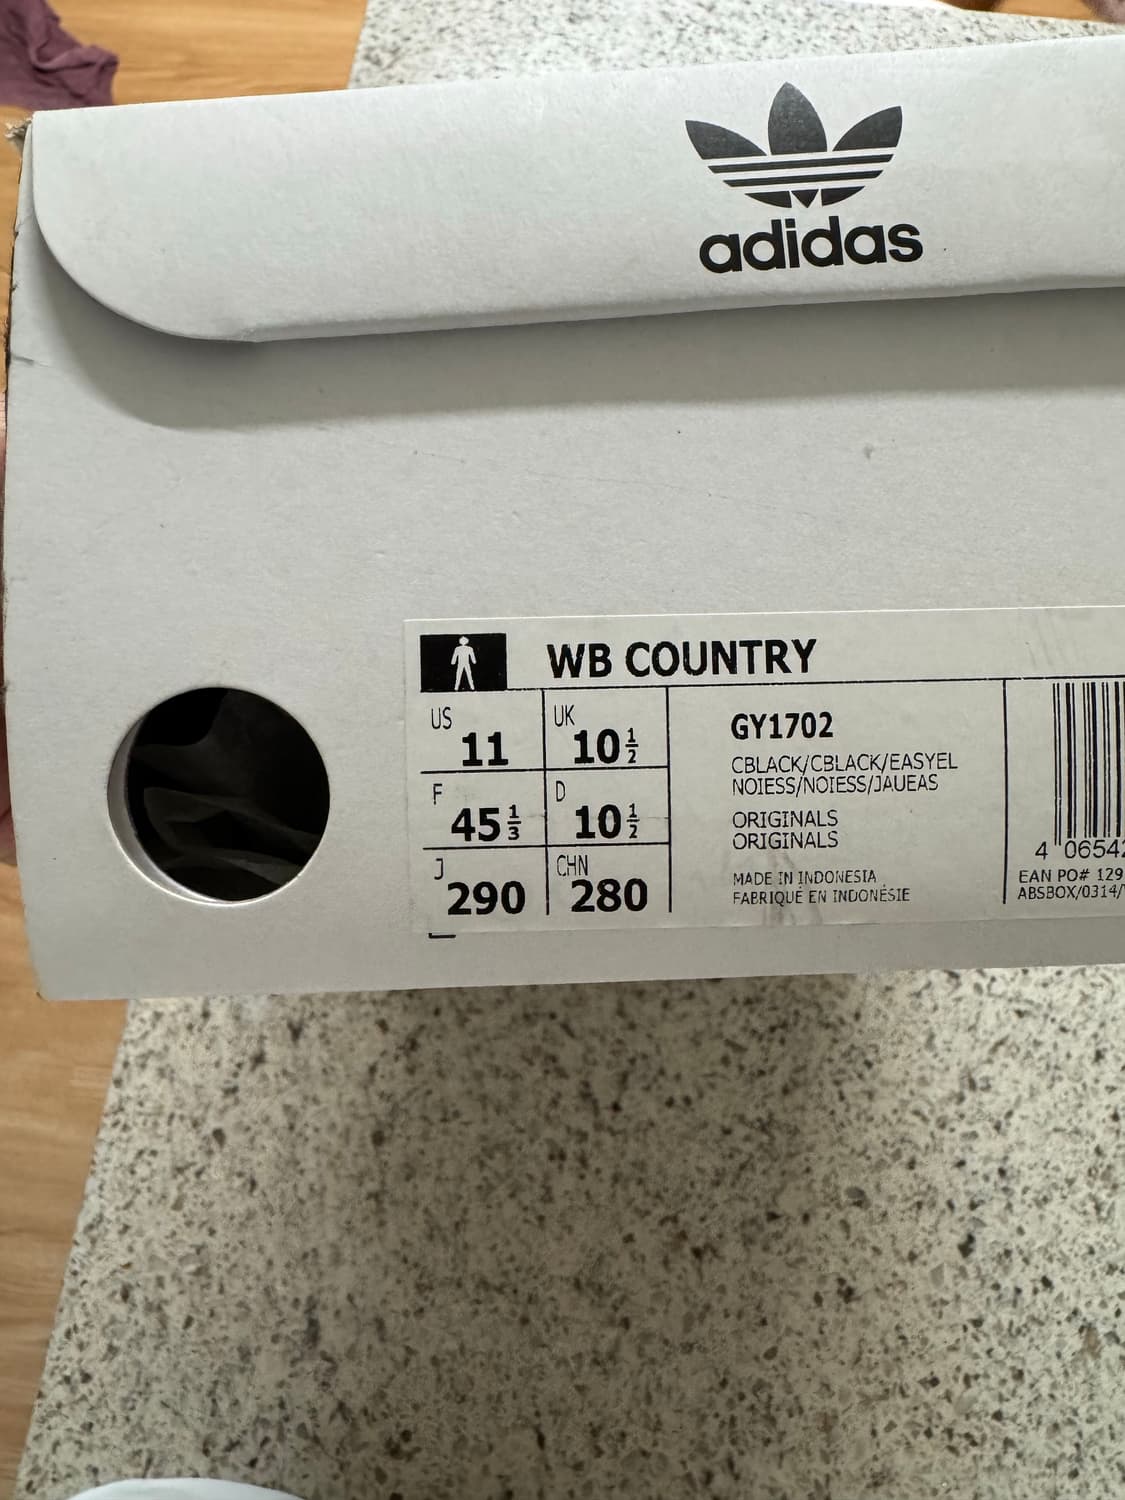 adidas
WB COUNTRY
US 11 UK 10½
F 45⅓ D 10½
J 290 CHN 280
GY1702
CBLACK/CBLACK/EASYEL
NOIESS/NOIESS/JAUEAS
ORIGINALS
ORIGINALS
MADE IN INDONESIA
FABRIQUÉ EN INDONÉSIE
4 06542
EAN PO# 129
ABSBOX/0314/